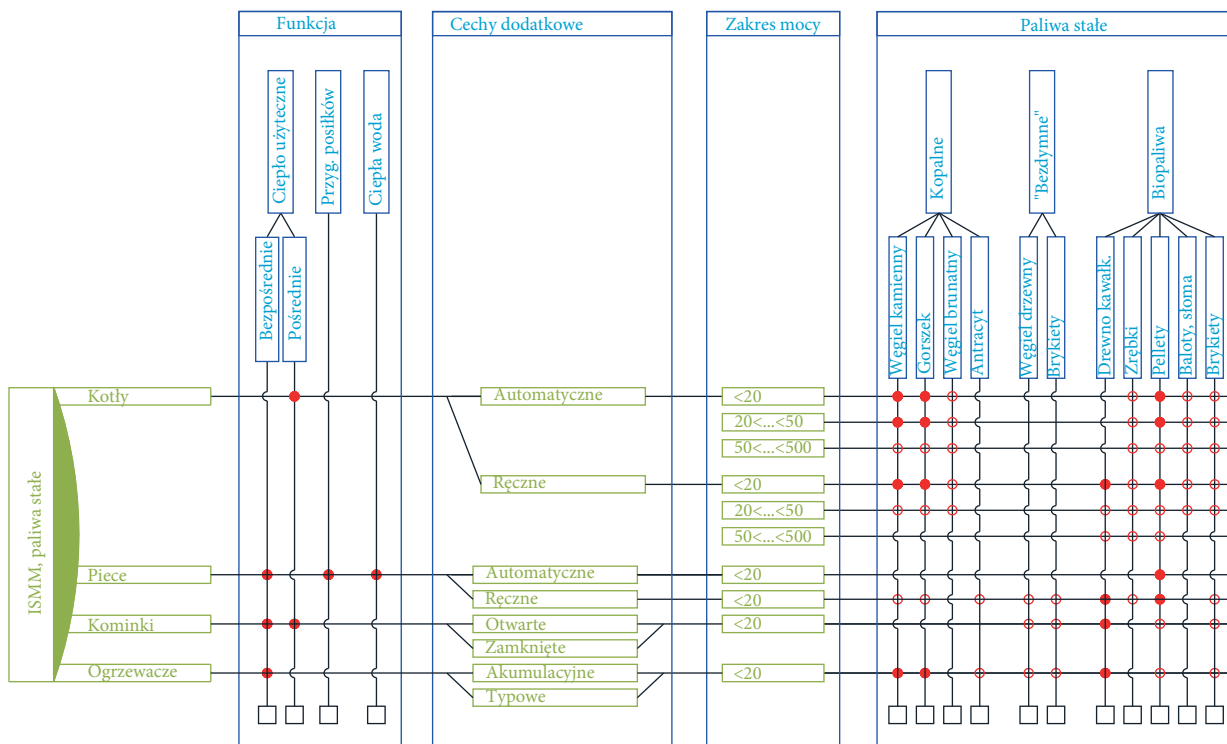 Funkcja
Cechy dodatkowe
Zakres mocy
Paliwa stałe
Ciepło użyteczne
Przyg. posiłków
Ciepła woda
Kopalne
"Bezdymne"
Biopaliwa
Bezpośrednie
Pośrednie
Węgiel kamienny
Gorszek
Węgiel brunatny
Antracyt
Węgiel drzewny
Brykiety
Drewno kawałk.
Zrębki
Pellety
Baloty, słoma
Brykiety
ISMM, paliwa stałe
Kotły
Automatyczne
<20
20<...<50
50<...<500
Ręczne
<20
20<...<50
50<...<500
Piece
Automatyczne
<20
Ręczne
<20
Kominki
Otwarte
<20
Zamknięte
Ogrzewacze
Akumulacyjne
<20
Typowe